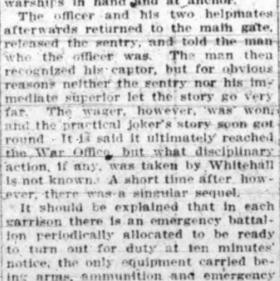 warships in hand and at anchor.
The officer and his two helpmates
afterwards returned to the main gate,
released the sentry, and told the man
who the officer was. The man then
recognized his captor, but for obvious
reasons neither the sentry nor his im-
mediate superior let the story go very
far. The wager, however, was won,
and the practical joker's story soon got
round. It is said it ultimately reached
the War Office, but what disciplinary
action, if any, was taken by Whitehall
is not known. A short time after, how-
ever, there was a singular sequel.
It should be explained that in each
garrison there is an emergency battal-
ion periodically allocated to be ready
to turn out for duty at ten minutes'
notice, the only equipment carried be-
ing arms, ammunition and emergency